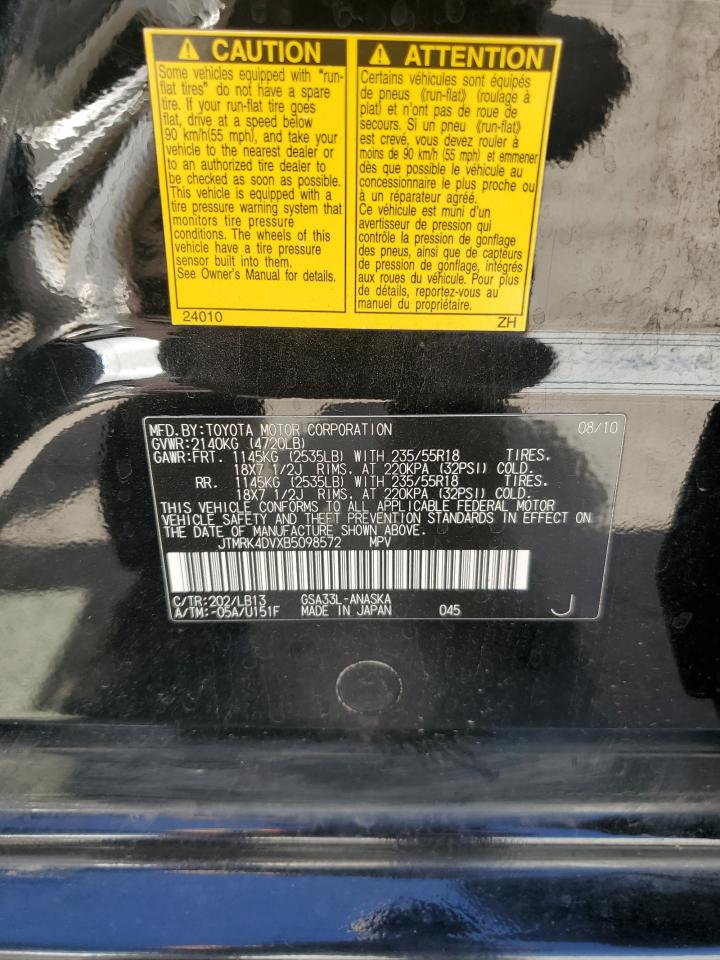 CAUTION
Some vehicles equipped with "run-
flat tires" do not have a spare
tire. If your run-flat tire goes
flat, drive at a speed below
90 km/h(55 mph), and take your
vehicle to the nearest dealer or
to an authorized tire dealer to
be checked as soon as possible.
This vehicle is equipped with a
tire pressure warning system that
monitors tire pressure
conditions. The wheels of this
vehicle have a tire pressure
sensor built into them.
See Owner's Manual for details.
24010
ATTENTION
Certains véhicules sont équipés
de pneus 《run-flat》 (roulage à
plat) et n'ont pas de roue de
secours. Si un pneu 《run-flat》
est crevé, vous devez rouler à
moins de 90 km/h (55 mph) et emmener
dès que possible le véhicule au
concessionnaire le plus proche ou
à un réparateur agréé.
Ce véhicule est muni d'un
avertisseur de pression qui
contrôle la pression de gonflage
des pneus, ainsi que de capteurs
de pression de gonflage, intégrés
aux roues du véhicule. Pour plus
de détails, reportez-vous au
manuel du propriétaire.
ZH
MFD.BY:TOYOTA MOTOR CORPORATION 08/10
GVWR:2140KG (4720LB)
GAWR:FRT. 1145KG (2535LB) WITH 235/55R18 TIRES.
18X7 1/2J RIMS. AT 220KPA (32PSI) COLD.
RR. 1145KG (2535LB) WITH 235/55R18 TIRES.
18X7 1/2J RIMS. AT 220KPA (32PSI) COLD.
THIS VEHICLE CONFORMS TO ALL APPLICABLE FEDERAL MOTOR
VEHICLE SAFETY AND THEFT PREVENTION STANDARDS IN EFFECT ON
THE DATE OF MANUFACTURE SHOWN ABOVE.
JTMRK4DVXB5098572 MPV
C/TR:202/LB13 GSA33L-ANASKA
A/TM:-05A/U151F MADE IN JAPAN 045 J